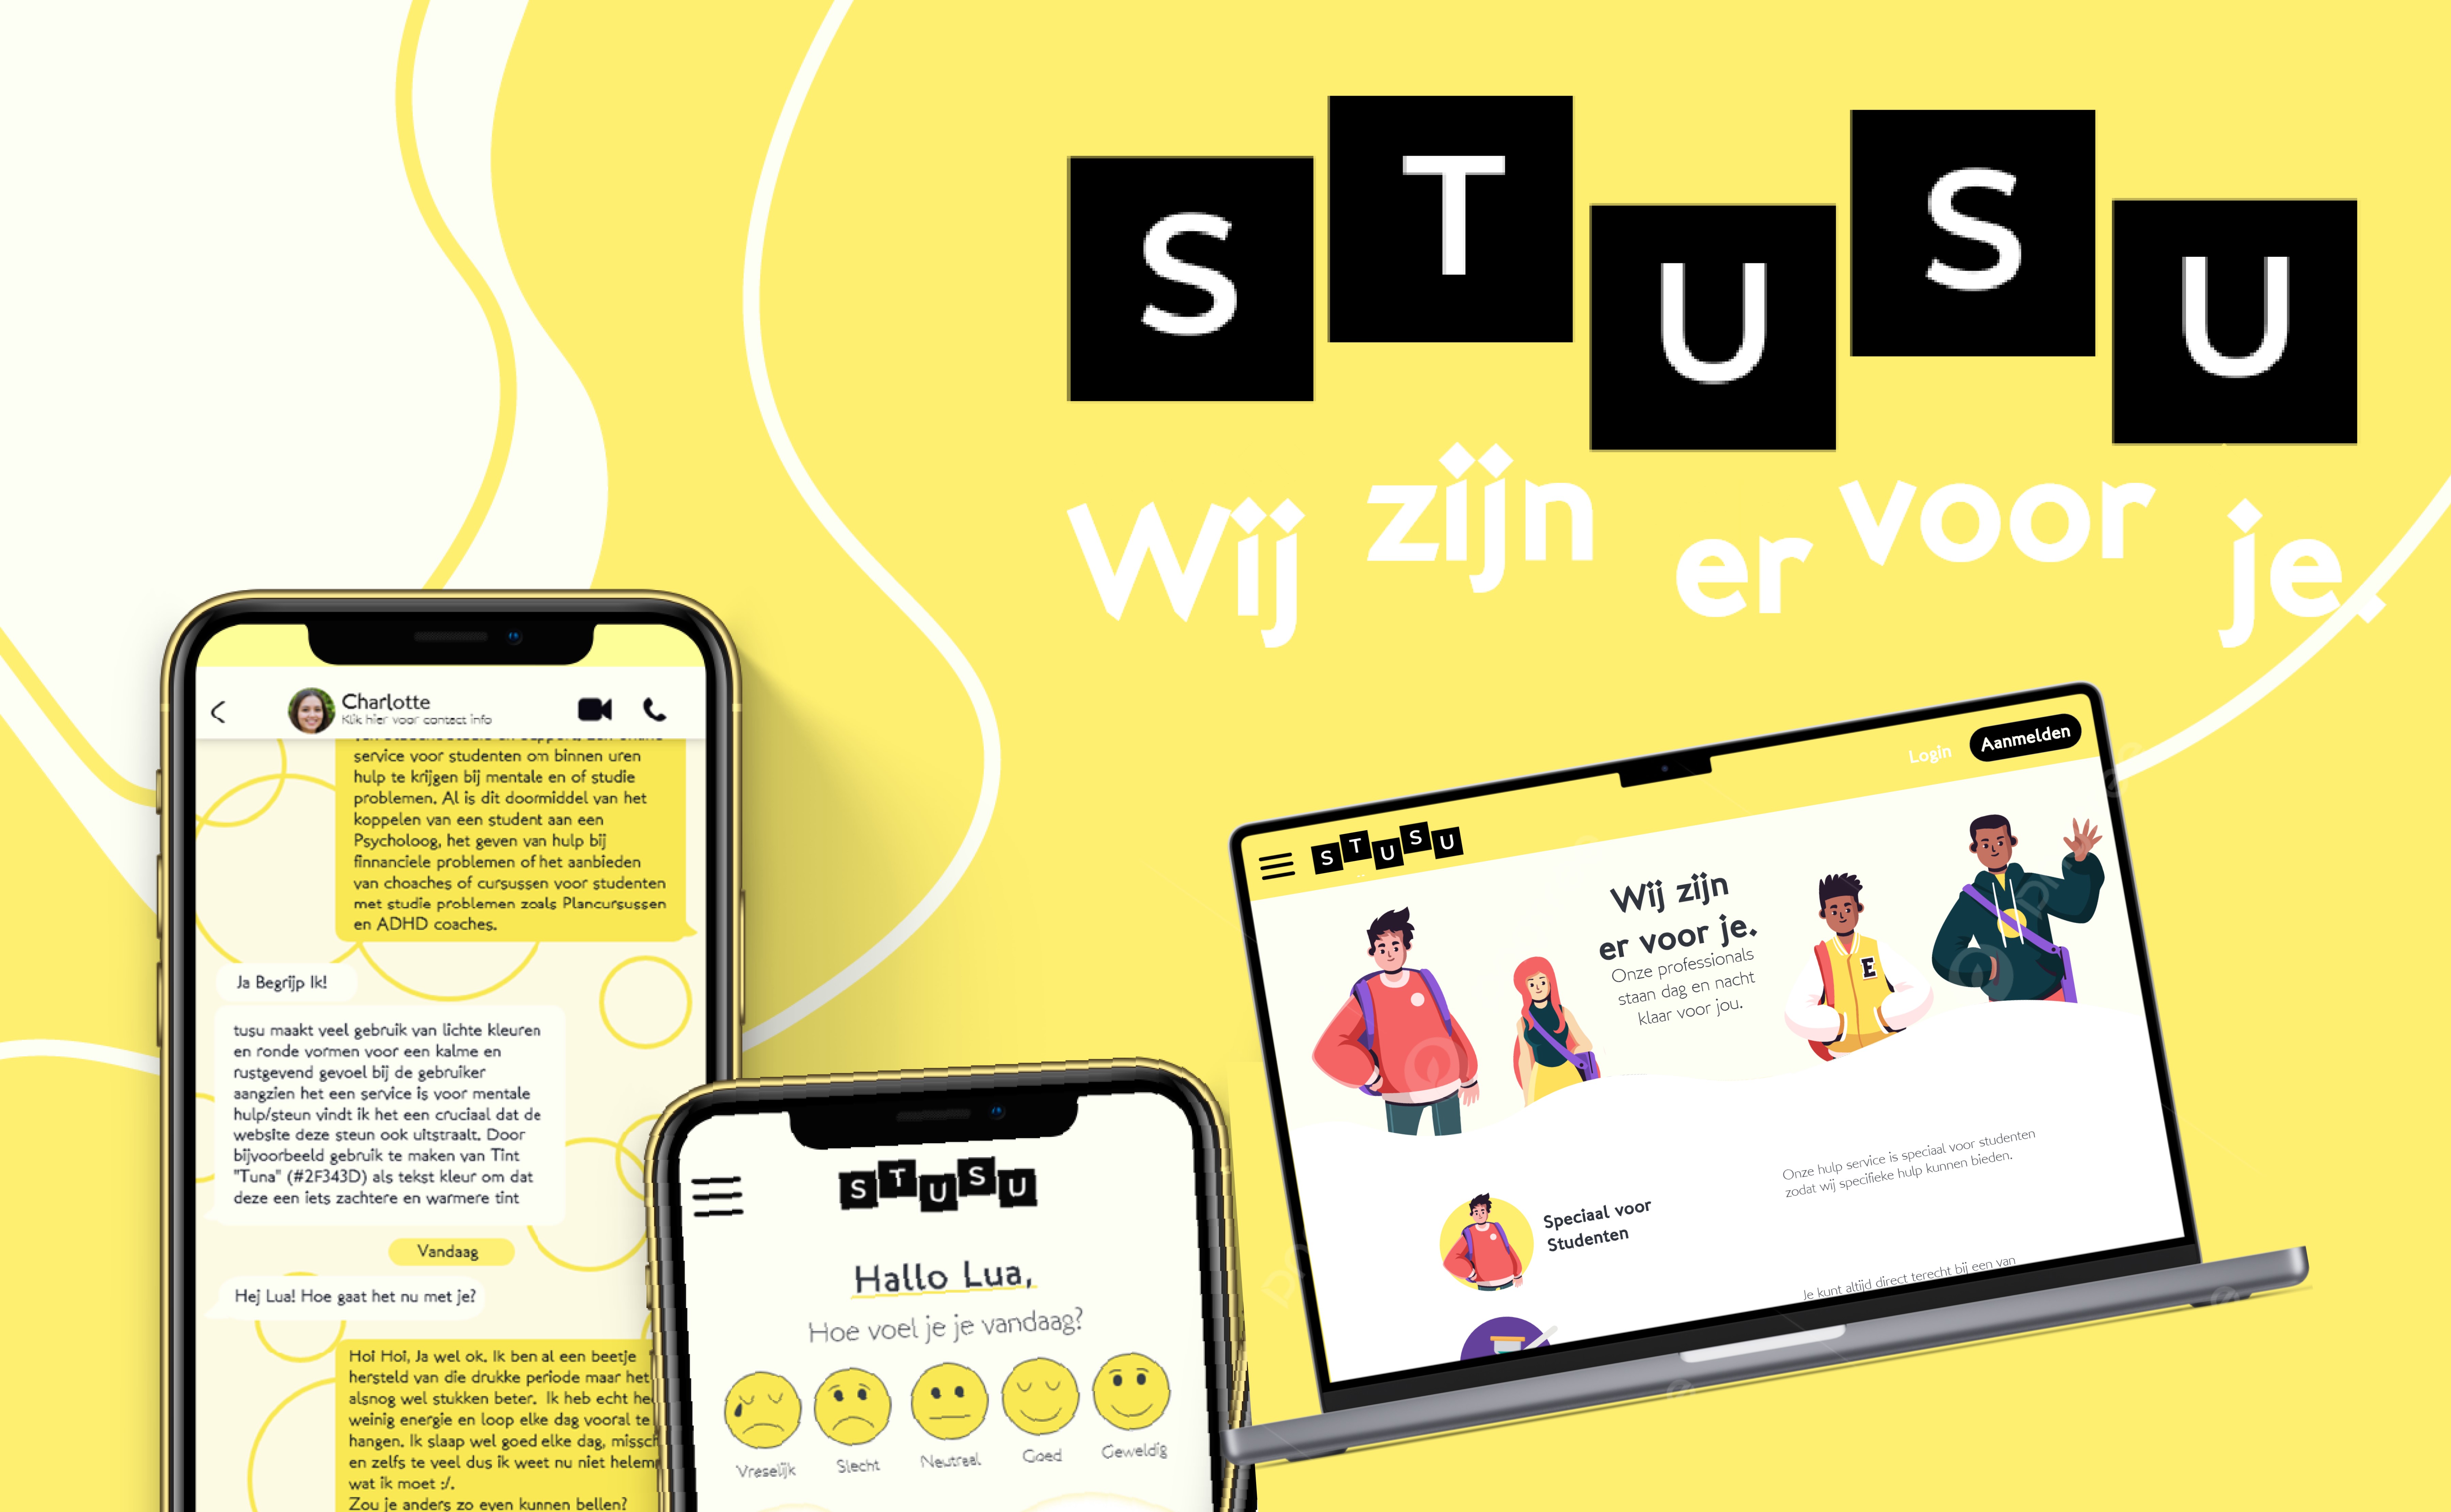 STUSU
Wij zijn er voor je.
Charlotte
Klik hier voor contact info
service voor studenten om binnen uren
hulp te krijgen bij mentale en of studie
problemen. Al is dit doormiddel van het
koppelen van een student aan een
Psycholoog, het geven van hulp bij
finnanciele problemen of het aanbieden
van choaches of cursussen voor studenten
met studie problemen zoals Plancursussen
en ADHD coaches.
Ja Begrijp Ik!
tusu maakt veel gebruik van lichte kleuren
en ronde vormen voor een kalme en
rustgevend gevoel bij de gebruiker
aangzien het een service is voor mentale
hulp/steun vindt ik het een cruciaal dat de
website deze steun ook uitstraalt. Door
bijvoorbeeld gebruik te maken van Tint
"Tuna" (#2F343D) als tekst kleur om dat
deze een iets zachtere en warmere tint
Vandaag
Hej Lua! Hoe gaat het nu met je?
Hoi Hoi, Ja wel ok. Ik ben al een beetje
hersteld van die drukke periode maar het
alsnog wel stukken beter. Ik heb echt
weinig energie en loop elke dag vooral te
hangen. Ik slaap wel goed elke dag,
en zelfs te veel dus ik weet nu niet
wat ik moet :/.
Zou je anders zo even kunnen bellen?
STUSU
Hallo Lua,
Hoe voel je je vandaag?
Vreselijk Slecht Neutraal Goed Geweldig
Login Aanmelden
STUSU
Wij zijn
er voor je.
Onze professionals
staan dag en nacht
klaar voor jou.
E
Onze hulp service is speciaal voor studenten
zodat wij specifieke hulp kunnen bieden.
Speciaal voor
Studenten
Je kunt altijd direct terecht bij een van